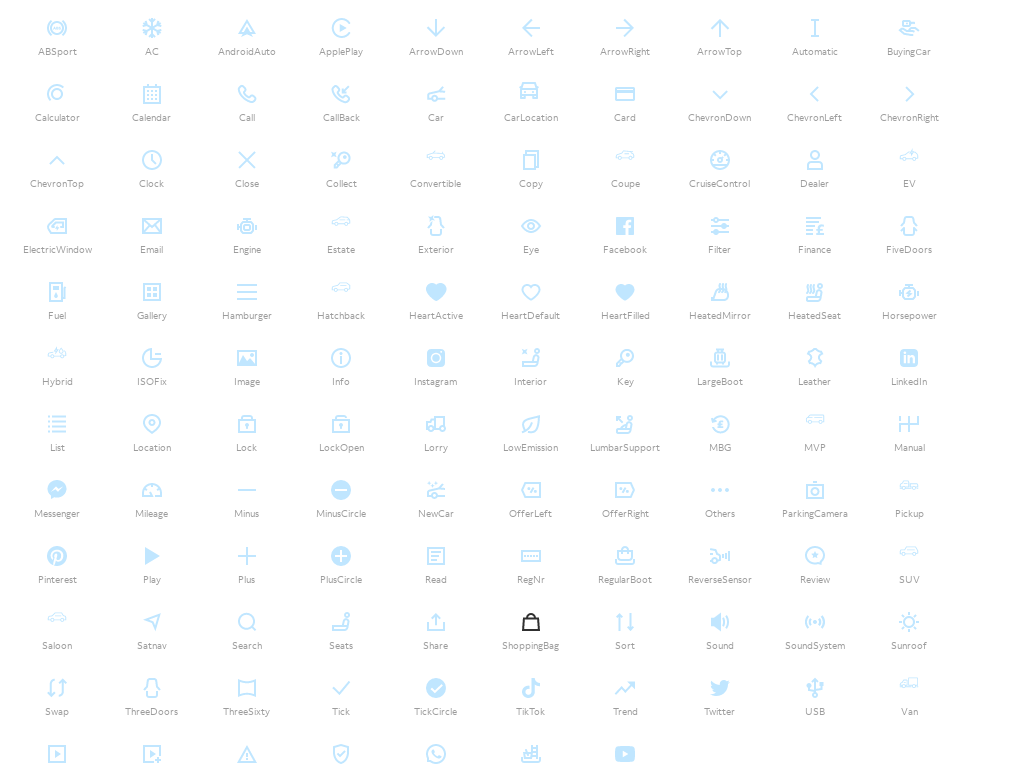 ABSport AC AndroidAuto ApplePlay ArrowDown ArrowLeft ArrowRight ArrowTop Automatic BuyingCar
Calculator Calendar Call CallBack Car CarLocation Card ChevronDown ChevronLeft ChevronRight
ChevronTop Clock Close Collect Convertible Copy Coupe CruiseControl Dealer EV
ElectricWindow Email Engine Estate Exterior Eye Facebook Filter Finance FiveDoors
Fuel Gallery Hamburger Hatchback HeartActive HeartDefault HeartFilled HeatedMirror HeatedSeat Horsepower
Hybrid ISOFix Image Info Instagram Interior Key LargeBoot Leather LinkedIn
List Location Lock LockOpen Lorry LowEmission LumbarSupport MBG MVP Manual
Messenger Mileage Minus MinusCircle NewCar OfferLeft OfferRight Others ParkingCamera Pickup
Pinterest Play Plus PlusCircle Read RegNr RegularBoot ReverseSensor Review SUV
Saloon Satnav Search Seats Share ShoppingBag Sort Sound SoundSystem Sunroof
Swap ThreeDoors ThreeSixty Tick TickCircle TikTok Trend Twitter USB Van